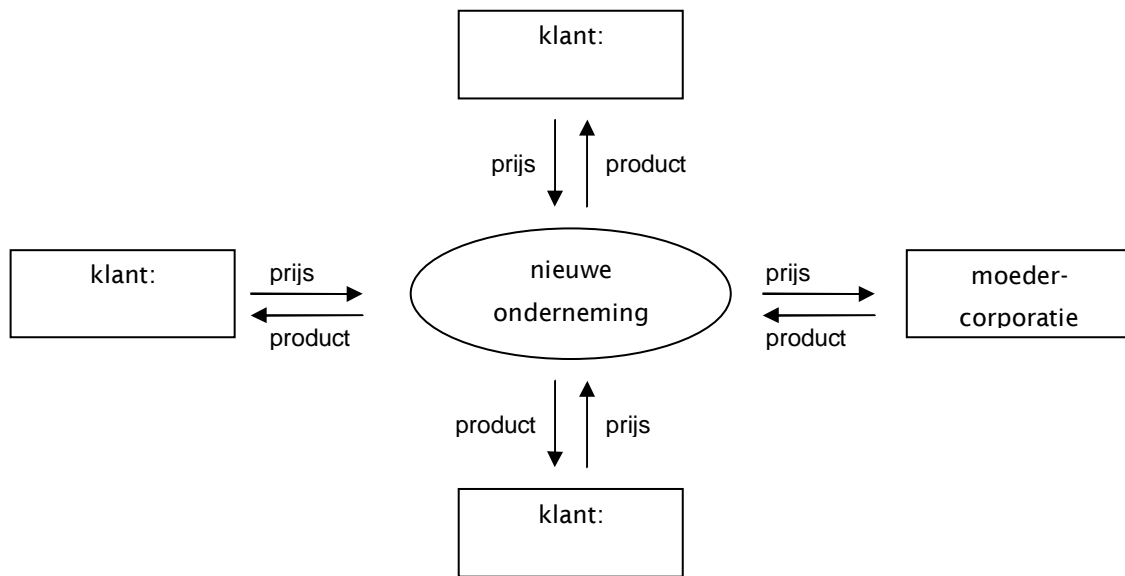 klant:
prijs
product
klant:
prijs
product
nieuwe
onderneming
prijs
product
moeder-
corporatie
product
prijs
klant: